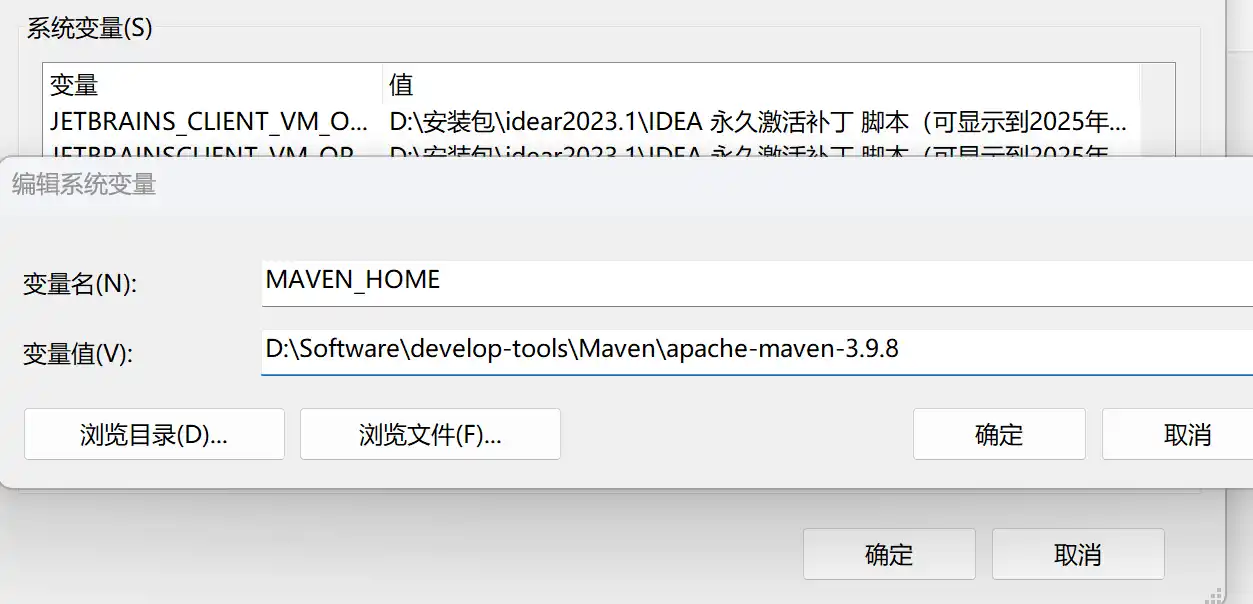 系统变量(S)
变量 值
JETBRAINS_CLIENT_VM_O... D:\安装包\idear2023.1\IDEA 永久激活补丁 脚本（可显示到2025年...
JETBRAINSCLIENT_VM_OP... D:\安装包\idear2023.1\IDEA 永久激活补丁 脚本（可显示到2025年...
编辑系统变量
变量名(N): MAVEN_HOME
变量值(V): D:\Software\develop-tools\Maven\apache-maven-3.9.8
浏览目录(D)... 浏览文件(F)... 确定 取消
确定 取消